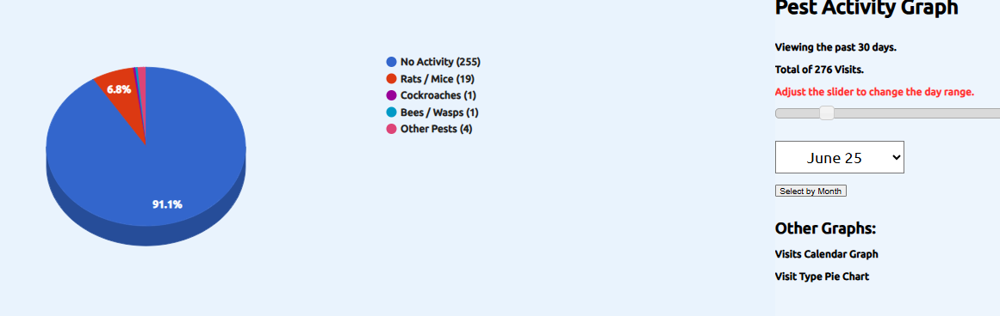 Pest Activity Graph
No Activity (255)
Rats / Mice (19)
Cockroaches (1)
Bees / Wasps (1)
Other Pests (4)
6.8%
91.1%
Viewing the past 30 days.
Total of 276 Visits.
Adjust the slider to change the day range.
June 25
Select by Month
Other Graphs:
Visits Calendar Graph
Visit Type Pie Chart